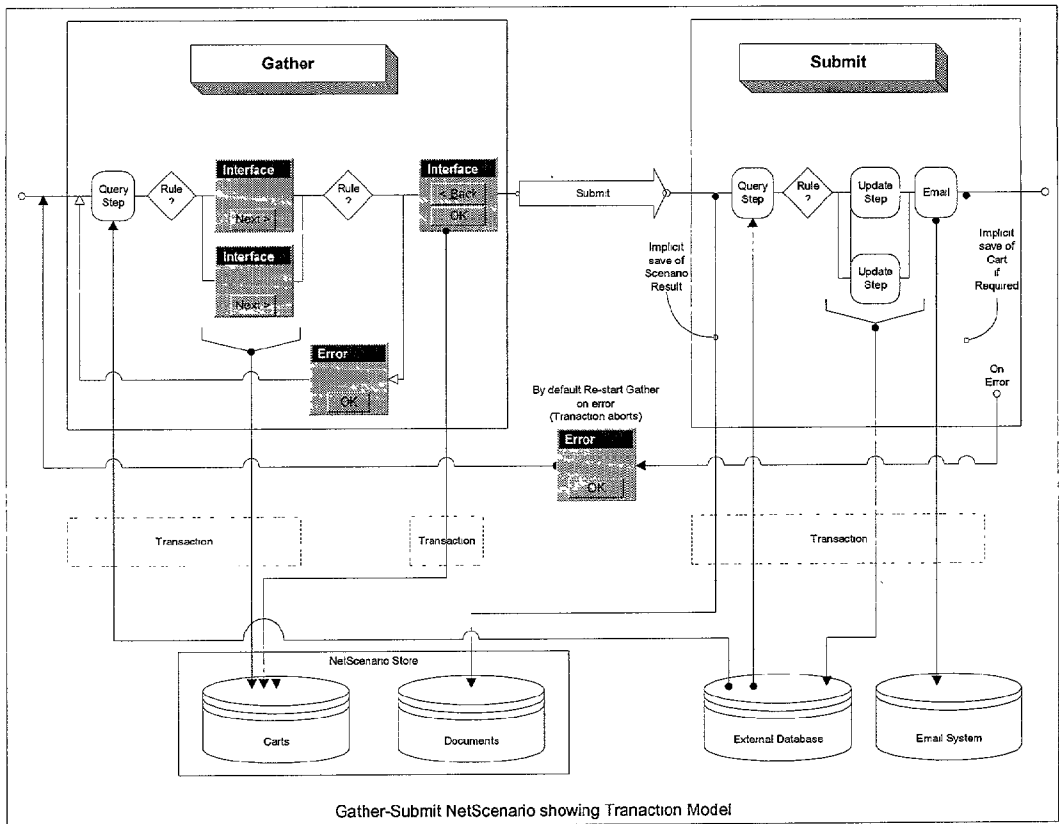 Gather
Submit
Query
Step
Rule
?
Interface
Next >
Interface
Next >
Rule
?
Interface
< Back
OK
Error
OK
Submit
Implicit
save of
Scenario
Result
Query
Step
Rule
?
Update
Step
Update
Step
Email
Implicit
save of
Cart
if
Required
On
Error
By default Re-start Gather
on error
(Tranaction aborts)
Error
OK
Transaction
Transaction
Transaction
NetScenario Store
Carts
Documents
External Database
Email System
Gather-Submit NetScenario showing Tranaction Model